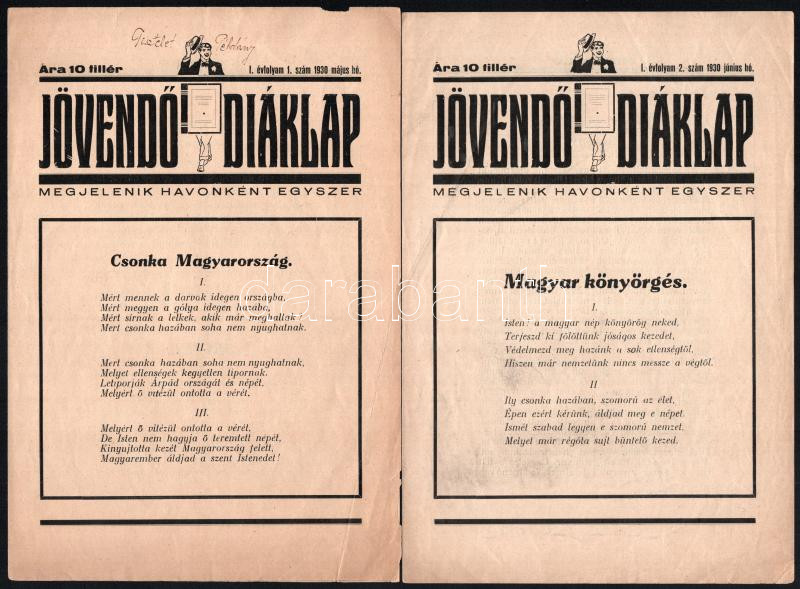 Tisztelet Példány
Ára 10 fillér
I. évfolyam 1. szám 1930 május hó.
JÖVENDŐ DIÁKLAP
MEGJELENIK HAVONKÉNT EGYSZER
Csonka Magyarország.
I.
Mért mennek a darvok idegen országba,
Mért megyen a gólya idegen hazába,
Mért sírnak a lelkek, akik már meghaltak?
Mert csonka hazában soha nem nyughatnak.
II.
Mert csonka hazában soha nem nyughatnak,
Melyet ellenségek kegyetlen tipornak.
Letiporják Árpád országát és népét,
Melyért ő vitézül ontotta a vérét.
III.
Melyért ő vitézül ontotta a vérét,
De Isten nem hagyja ő teremtett népét,
Kinyujtotta kezét Magyarország felett,
Magyarember áldjad a szent Istenedet!
Ára 10 fillér
I. évfolyam 2. szám 1930 június hó.
JÖVENDŐ DIÁKLAP
MEGJELENIK HAVONKÉNT EGYSZER
Magyar könyörgés.
I.
isten! a magyar nép könyörög neked,
Terjeszd ki fölöttünk jóságos kezedet,
Védelmezd meg hazánk a sok ellenségtől,
Hiszen már nemzetünk nincs messze a végtől.
II
Ily csonka hazában, szomorú az élet,
Épen ezért kérünk, áldjad meg e népet.
Ismét szabad legyen e szomorú nemzet,
Melyet már régóta sujt büntető kezed.
darabanth